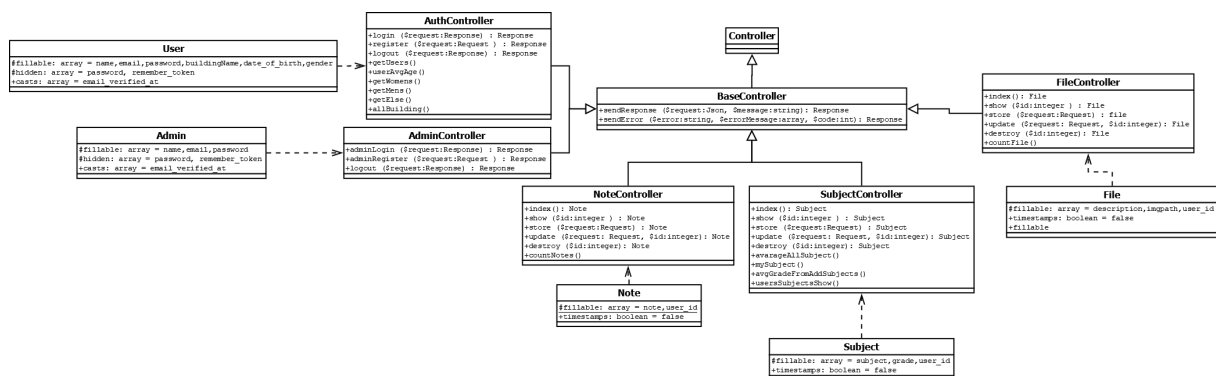 User
#fillable: array = name,email,password,buildingName,date_of_birth,gender
#hidden: array = password, remember_token
+casts: array = email_verified_at
AuthController
+login ($request:Response) : Response
+register ($request:Request ) : Response
+logout ($request:Response) : Response
+getUsers()
+userAvgAge()
+getWomens()
+getMens()
+getElse()
+allBuilding()
Admin
#fillable: array = name,email,password
#hidden: array = password, remember_token
+casts: array = email_verified_at
AdminController
+adminLogin ($request:Response) : Response
+adminRegister ($request:Request ) : Response
+logout ($request:Response) : Response
Controller
BaseController
+sendResponse ($request:Json, $message:string): Response
+sendError ($error:string, $errorMessage:array, $code:int): Response
FileController
+index(): File
+show ($id:integer ) : File
+store ($request:Request) : file
+update ($request: Request, $id:integer): File
+destroy ($id:integer): File
+countFile()
File
#fillable: array = description,imgpath,user_id
+timestamps: boolean = false
+fillable
NoteController
+index(): Note
+show ($id:integer ) : Note
+store ($request:Request) : Note
+update ($request: Request, $id:integer): Note
+destroy ($id:integer): Note
+countNotes()
Note
#fillable: array = note,user_id
+timestamps: boolean = false
SubjectController
+index(): Subject
+show ($id:integer ) : Subject
+store ($request:Request) : Subject
+update ($request: Request, $id:integer): Subject
+destroy ($id:integer): Subject
+avarageAllSubject()
+mySubject()
+avgGradeFromAddSubjects()
+usersSubjectsShow()
Subject
#fillable: array = subject,grade,user_id
+timestamps: boolean = false